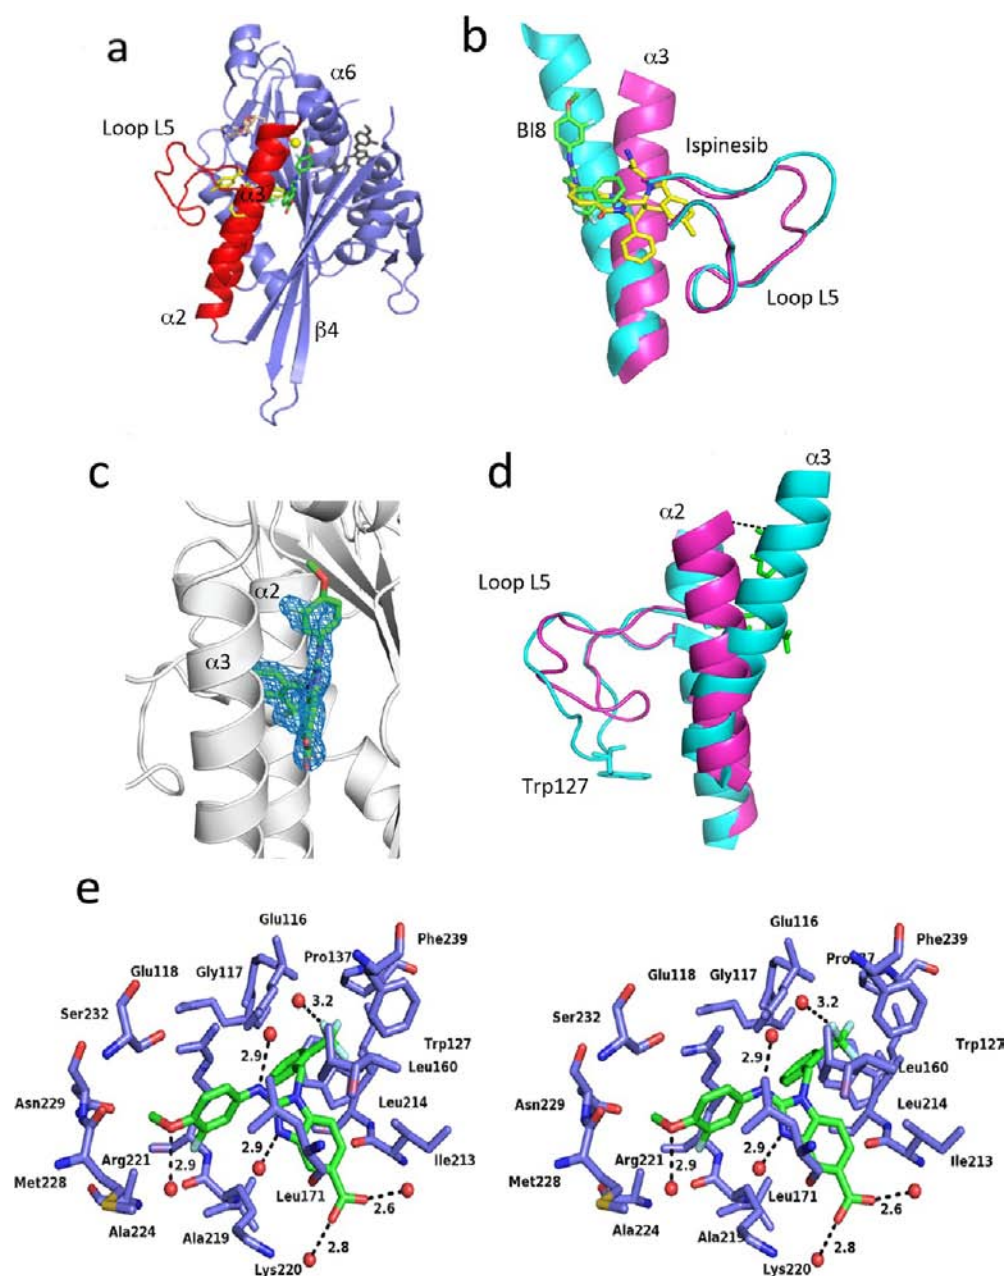 a
α6
Loop L5
α3
α2
β4
b
α3
BI8
Ispinesib
Loop L5
c
α2
α3
d
α3
α2
Loop L5
Trp127
e
Glu116
Phe239
Glu118
Gly117
Pro137
Ser232
3.2
Trp127
2.9
Leu160
Asn229
Leu214
2.9
Arg221
2.9
Ile213
Met228
Leu171
2.6
Ala224
Ala219
2.8
Lys220
Glu116
Phe239
Glu118
Gly117
Ser232
3.2
Trp127
2.9
Leu160
Asn229
Leu214
2.9
Arg221
2.9
Ile213
Met228
Leu171
2.6
Ala224
2.8
Lys220